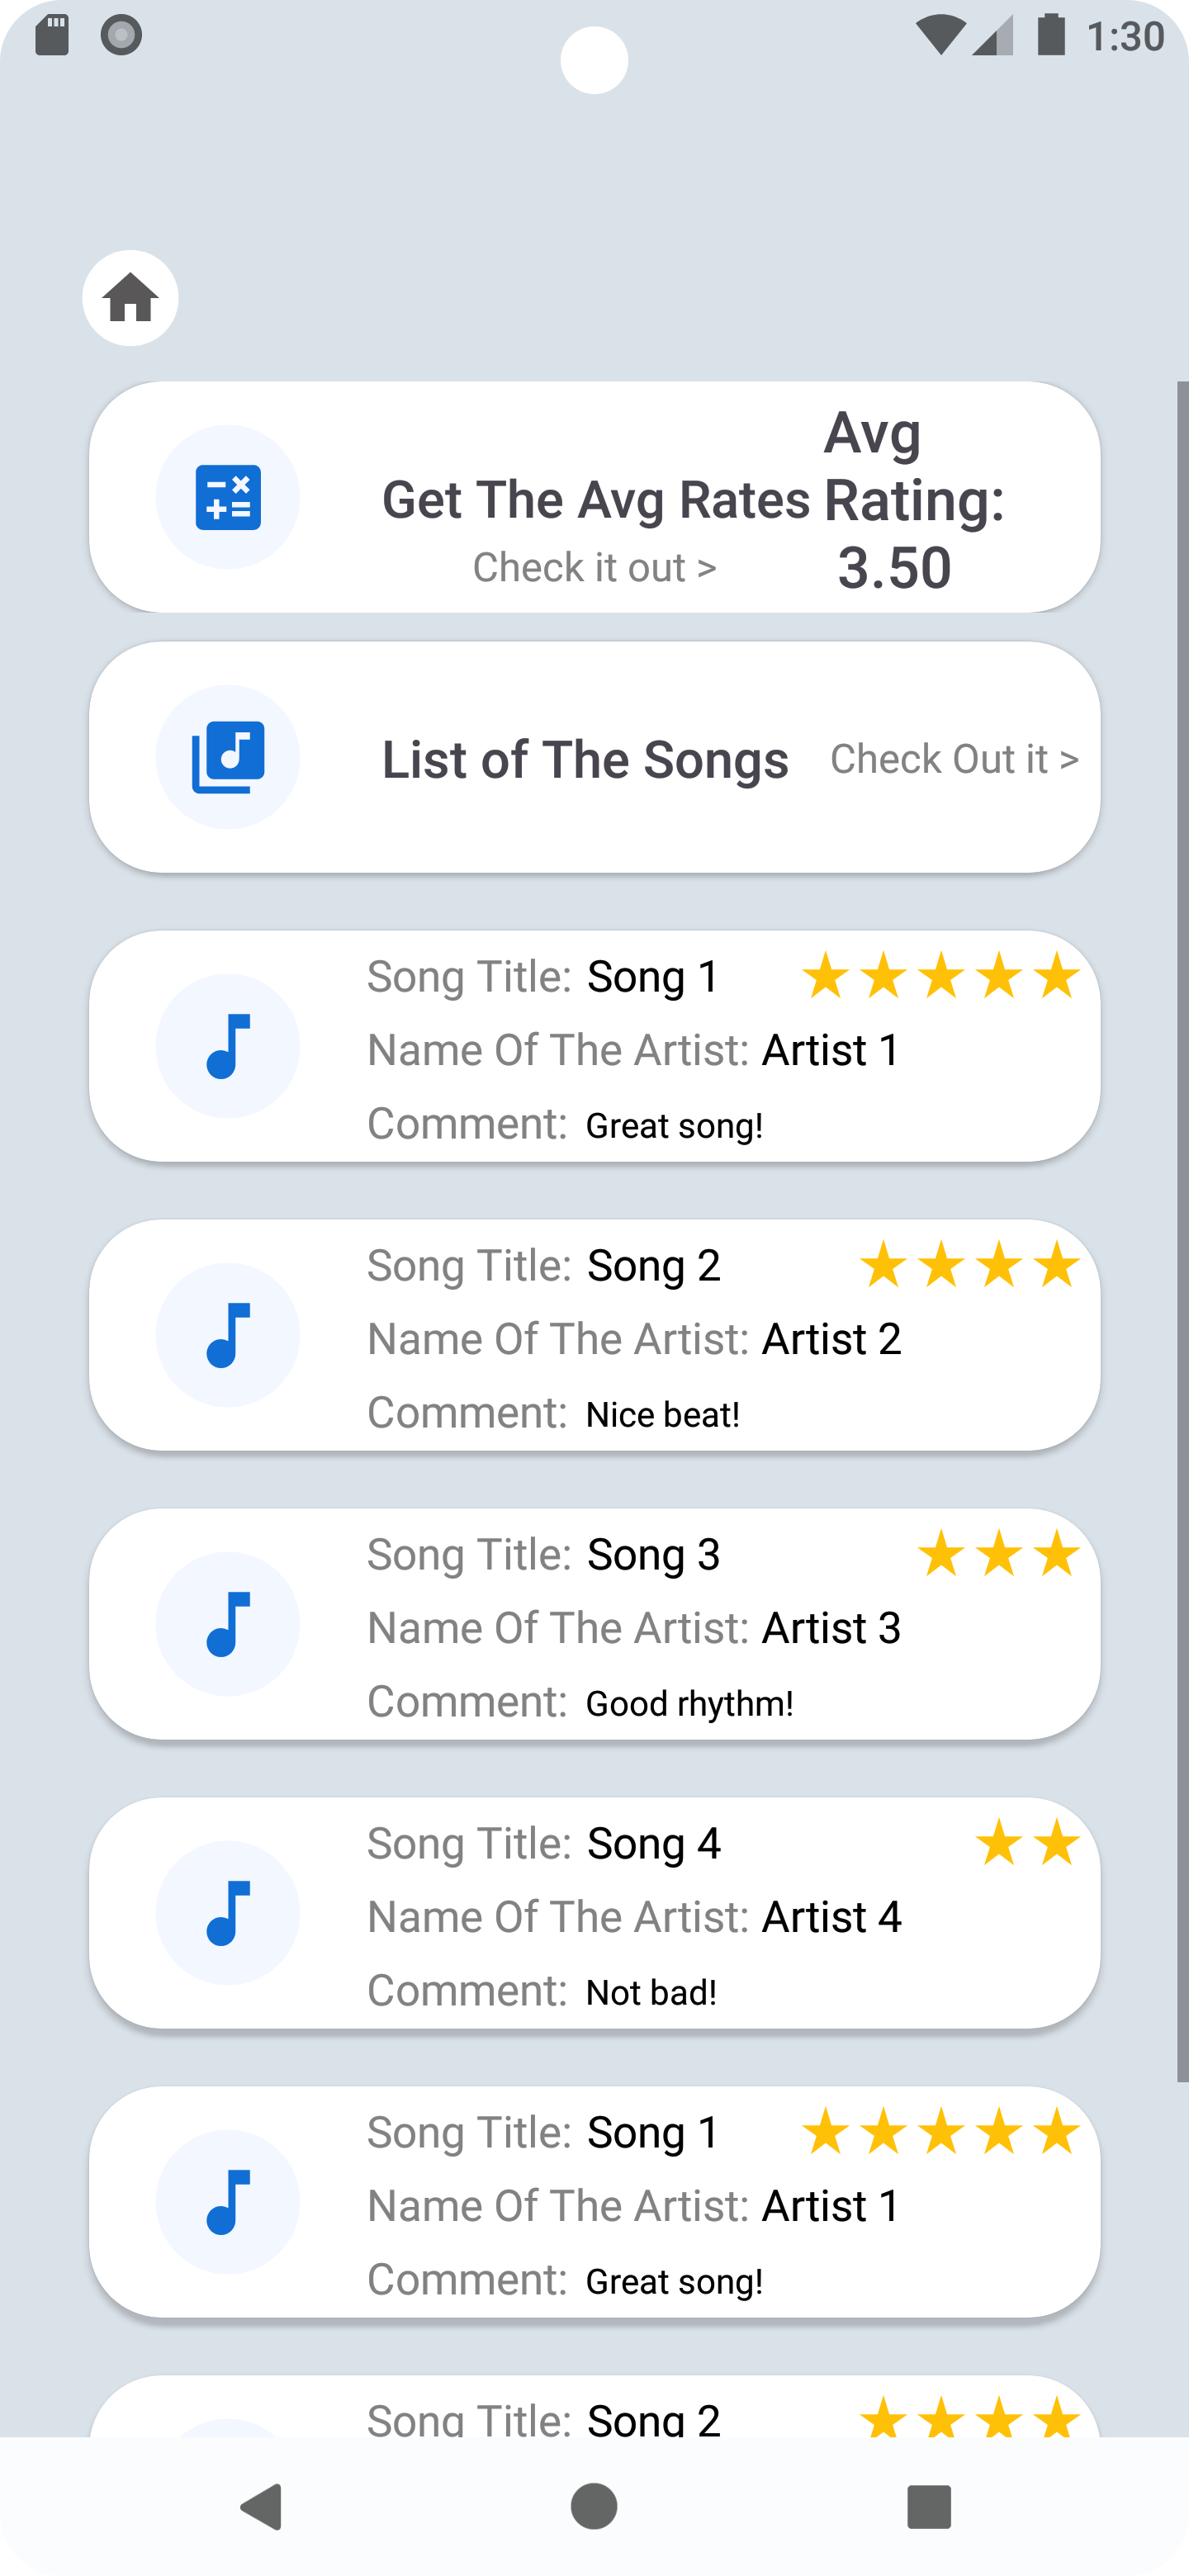 1:30
Avg
Get The Avg Rates Rating:
Check it out > 3.50
List of The Songs Check Out it >
Song Title: Song 1
Name Of The Artist: Artist 1
Comment: Great song!
Song Title: Song 2
Name Of The Artist: Artist 2
Comment: Nice beat!
Song Title: Song 3
Name Of The Artist: Artist 3
Comment: Good rhythm!
Song Title: Song 4
Name Of The Artist: Artist 4
Comment: Not bad!
Song Title: Song 1
Name Of The Artist: Artist 1
Comment: Great song!
Song Title: Song 2